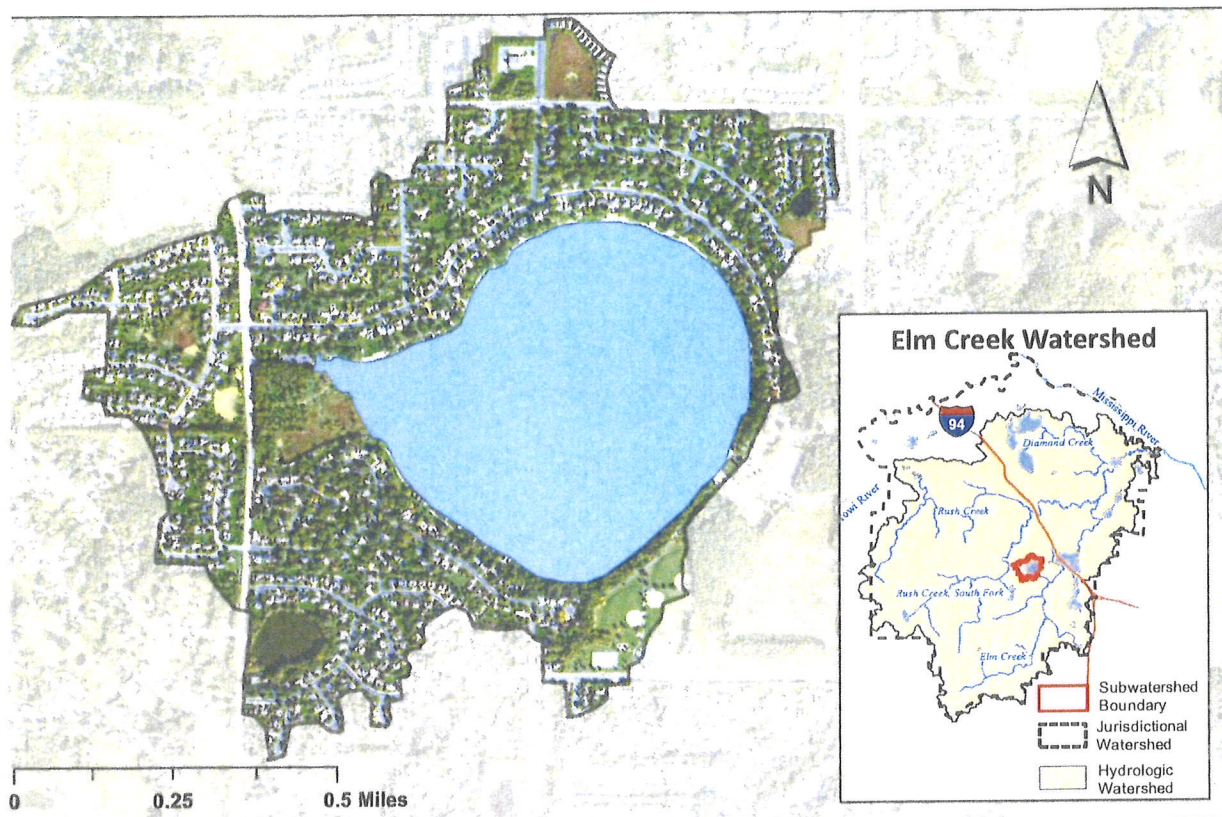 N
Elm Creek Watershed
94
Mississippi River
Diamond Creek
Rush Creek
Rush Creek, South Fork
Elm Creek
River
Subwatershed
Boundary
Jurisdictional
Watershed
Hydrologic
Watershed
0 0.25 0.5 Miles